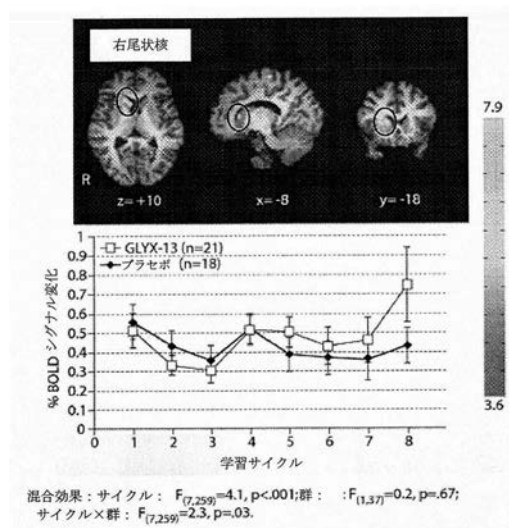 右尾状核
R
z= +10
x= -8
y= -18
7.9
3.6
GLYX-13 (n=21)
プラセボ (n=18)
% BOLD シグナル変化
1
0.9
0.8
0.7
0.6
0.5
0.4
0.3
0.2
0.1
0
0 1 2 3 4 5 6 7 8
学習サイクル
混合効果：サイクル： F(7,259)=4.1, p<.001;群： :F(1,37)=0.2, p=.67;
サイクル×群：F(7,259)=2.3, p=.03.